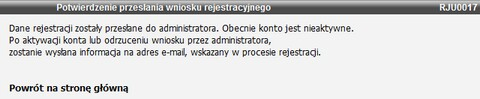 Potwierdzenie przesłania wniosku rejestracyjnego RJU0017
Dane rejestracji zostały przesłane do administratora. Obecnie konto jest nieaktywne.
Po aktywacji konta lub odrzuceniu wniosku przez administratora,
zostanie wysłana informacja na adres e-mail, wskazany w procesie rejestracji.
Powrót na stronę główną